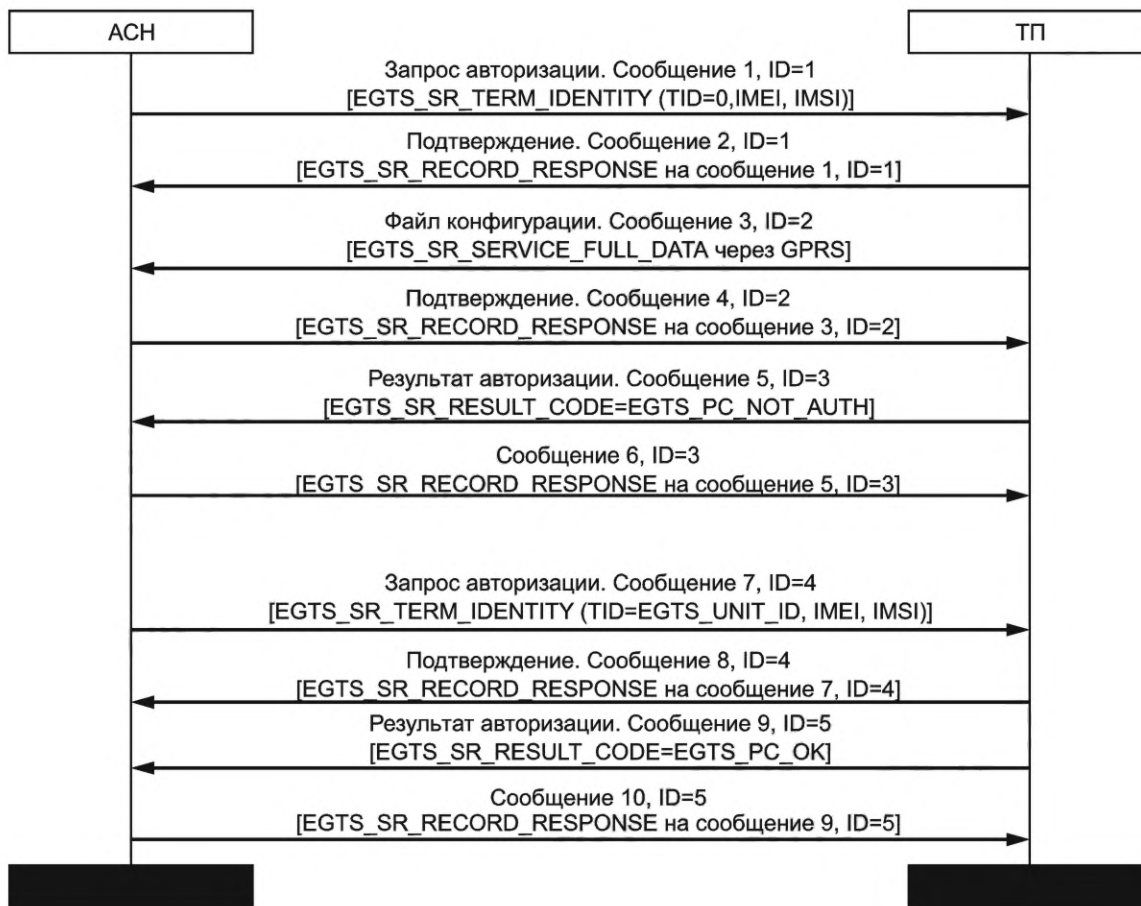 АСН
ТП
Запрос авторизации. Сообщение 1, ID=1
[EGTS_SR_TERM_IDENTITY (TID=0,IMEI, IMSI)]
Подтверждение. Сообщение 2, ID=1
[EGTS_SR_RECORD_RESPONSE на сообщение 1, ID=1]
Файл конфигурации. Сообщение 3, ID=2
[EGTS_SR_SERVICE_FULL_DATA через GPRS]
Подтверждение. Сообщение 4, ID=2
[EGTS_SR_RECORD_RESPONSE на сообщение 3, ID=2]
Результат авторизации. Сообщение 5, ID=3
[EGTS_SR_RESULT_CODE=EGTS_PC_NOT_AUTH]
Сообщение 6, ID=3
[EGTS_SR_RECORD_RESPONSE на сообщение 5, ID=3]
Запрос авторизации. Сообщение 7, ID=4
[EGTS_SR_TERM_IDENTITY (TID=EGTS_UNIT_ID, IMEI, IMSI)]
Подтверждение. Сообщение 8, ID=4
[EGTS_SR_RECORD_RESPONSE на сообщение 7, ID=4]
Результат авторизации. Сообщение 9, ID=5
[EGTS_SR_RESULT_CODE=EGTS_PC_OK]
Сообщение 10, ID=5
[EGTS_SR_RECORD_RESPONSE на сообщение 9, ID=5]